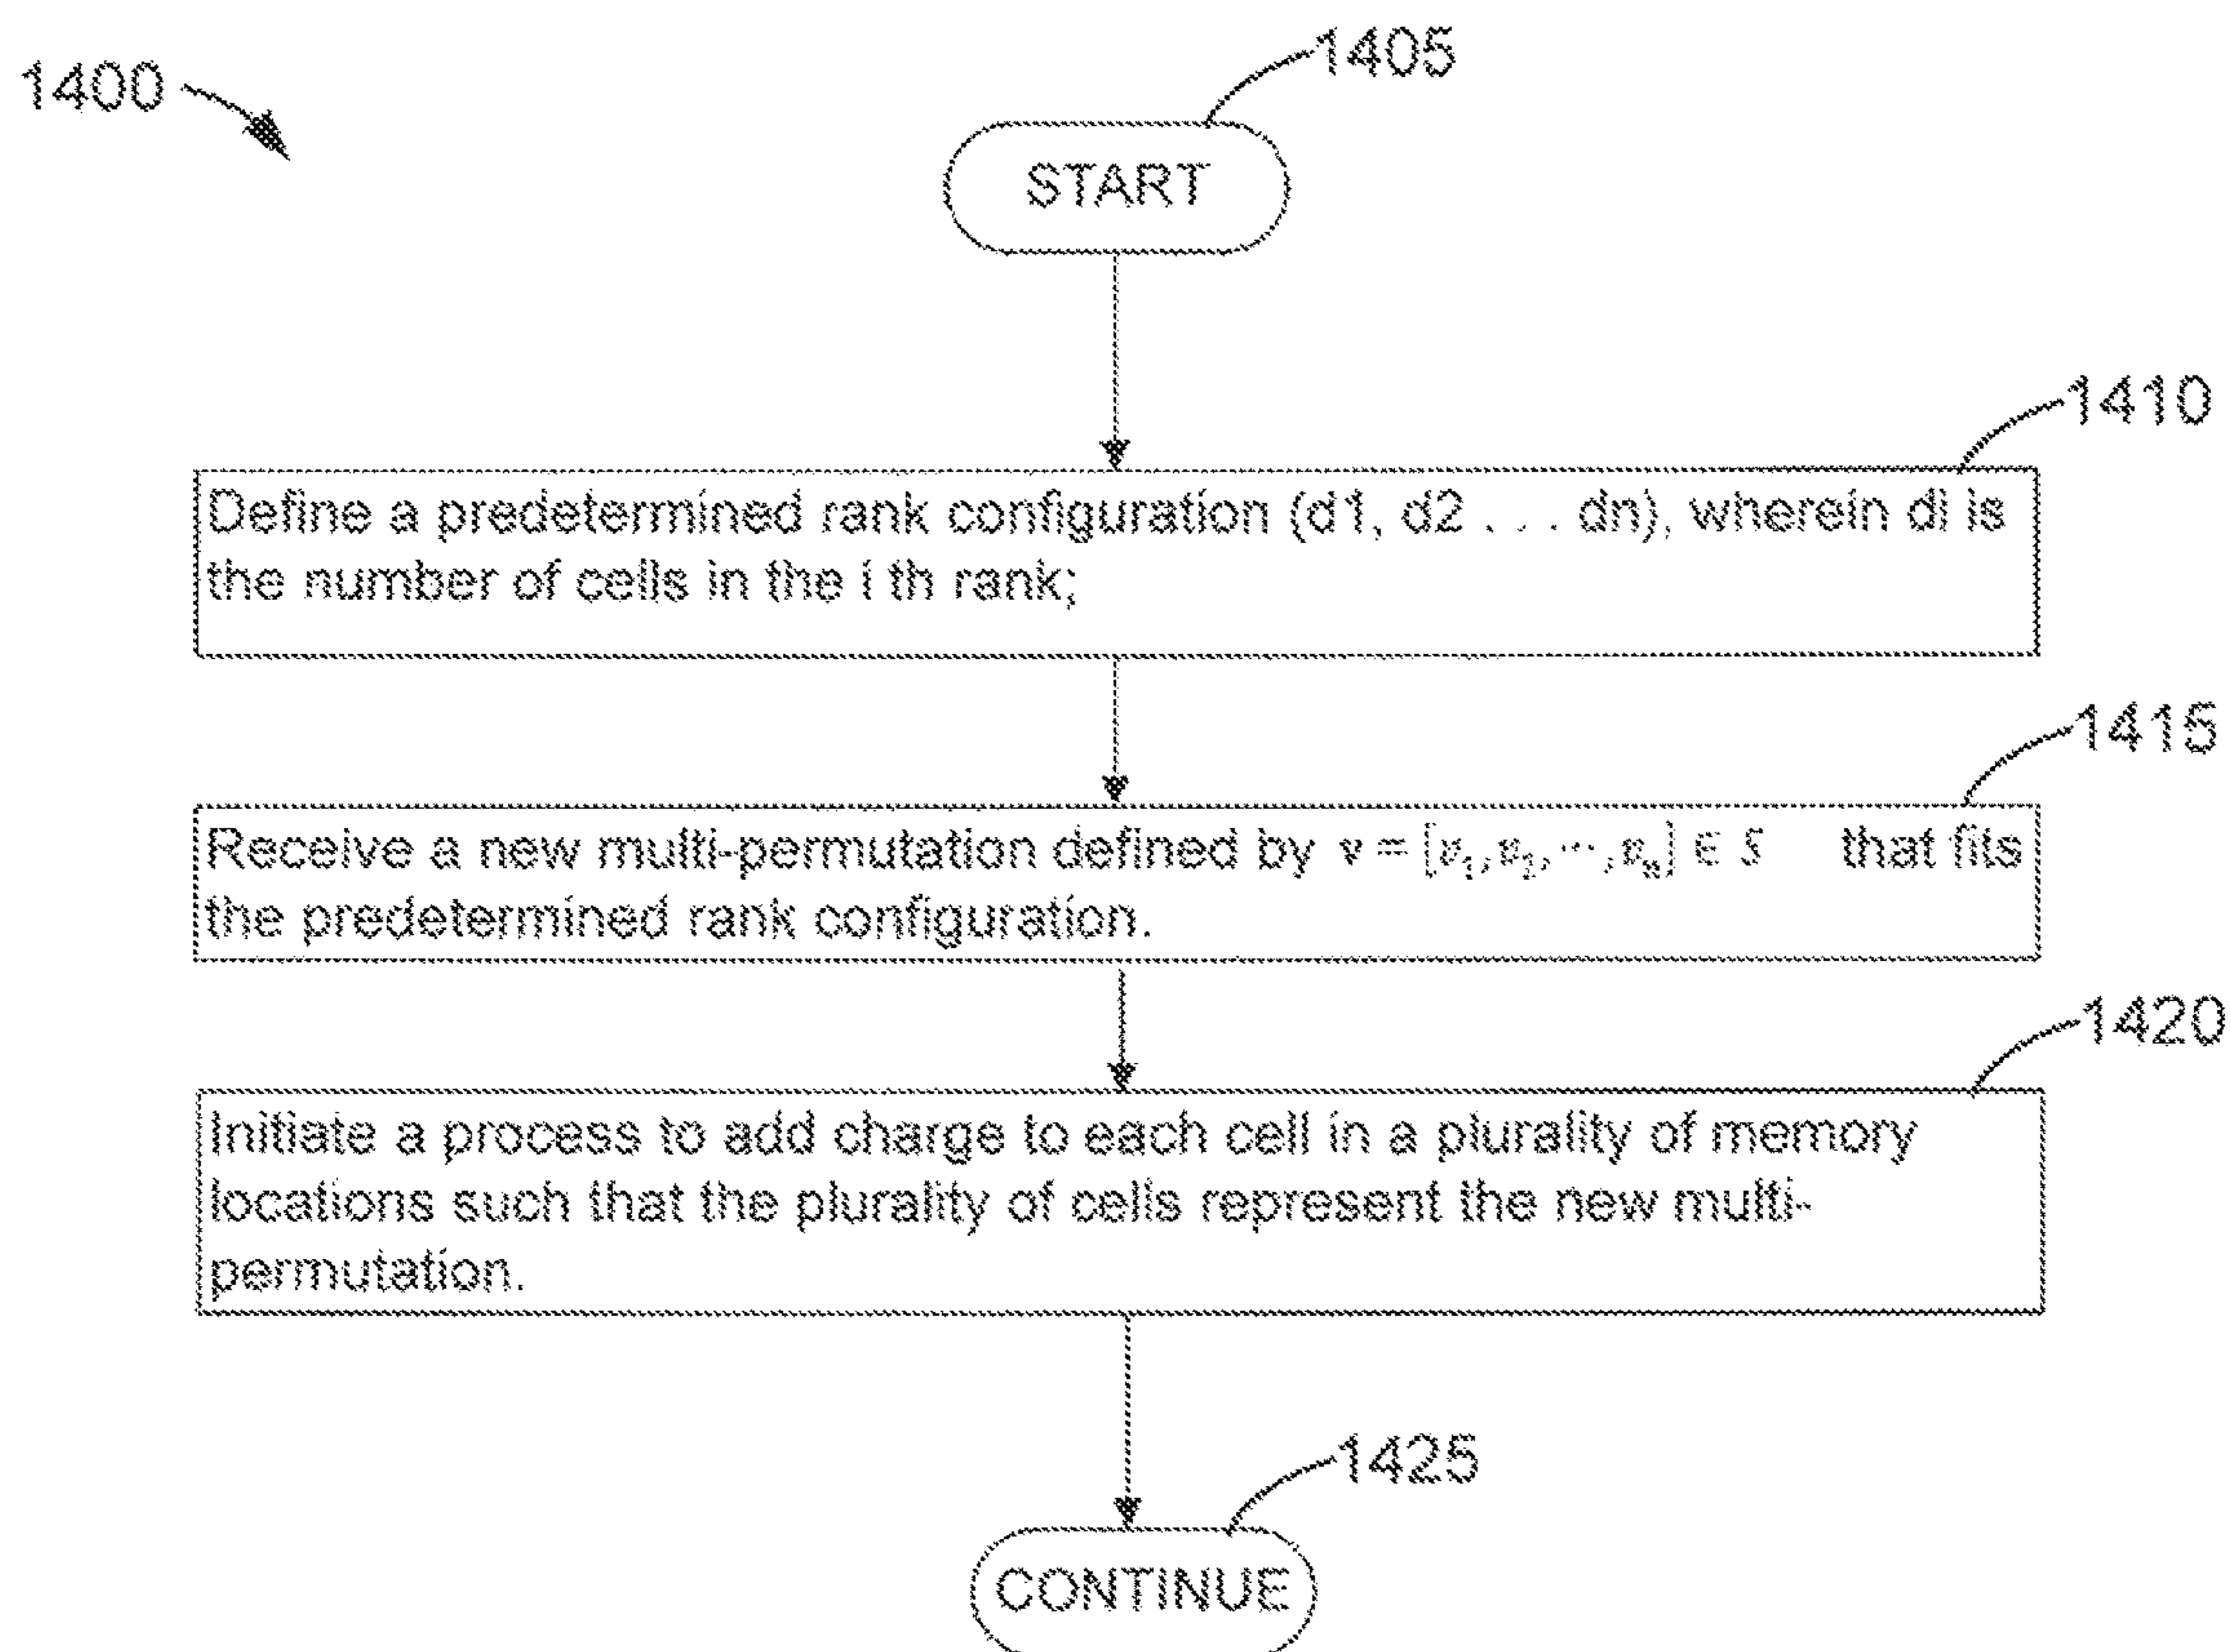 1400
1405
START
1410
Define a predetermined rank configuration (d1, d2 . . . dn), wherein di is
the number of cells in the i th rank;
1415
Receive a new multi-permutation defined by v = [v₁,v₂,⋯,vₙ] ∈ S that fits
the predetermined rank configuration.
1420
Initiate a process to add charge to each cell in a plurality of memory
locations such that the plurality of cells represent the new multi-
permutation.
1425
CONTINUE